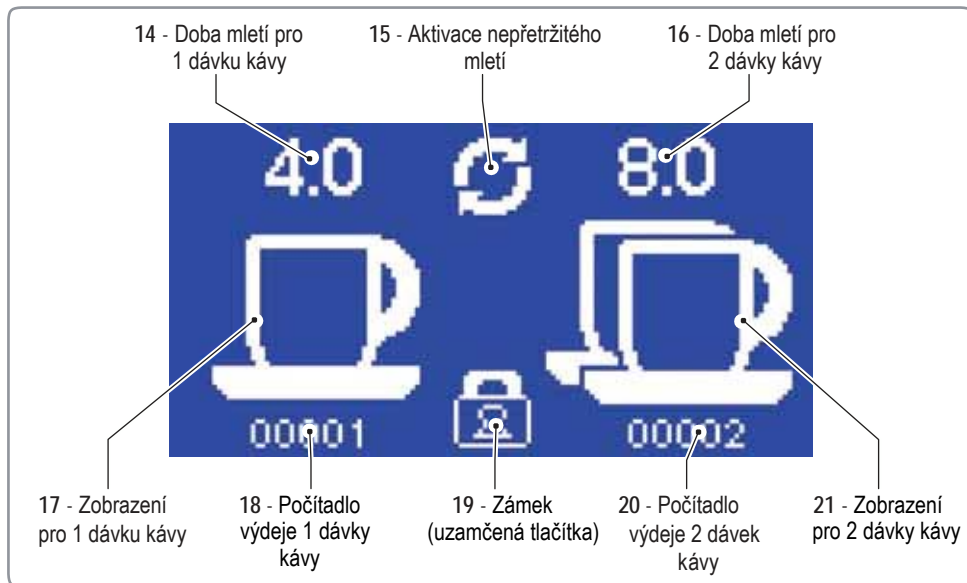 14 - Doba mletí pro
1 dávku kávy
15 - Aktivace nepřetržitého
mletí
16 - Doba mletí pro
2 dávky kávy
4.0
8.0
00001
00002
17 - Zobrazení
pro 1 dávku kávy
18 - Počítadlo
výdeje 1 dávky
kávy
19 - Zámek
(uzamčená tlačítka)
20 - Počítadlo
výdeje 2 dávek
kávy
21 - Zobrazení
pro 2 dávky kávy